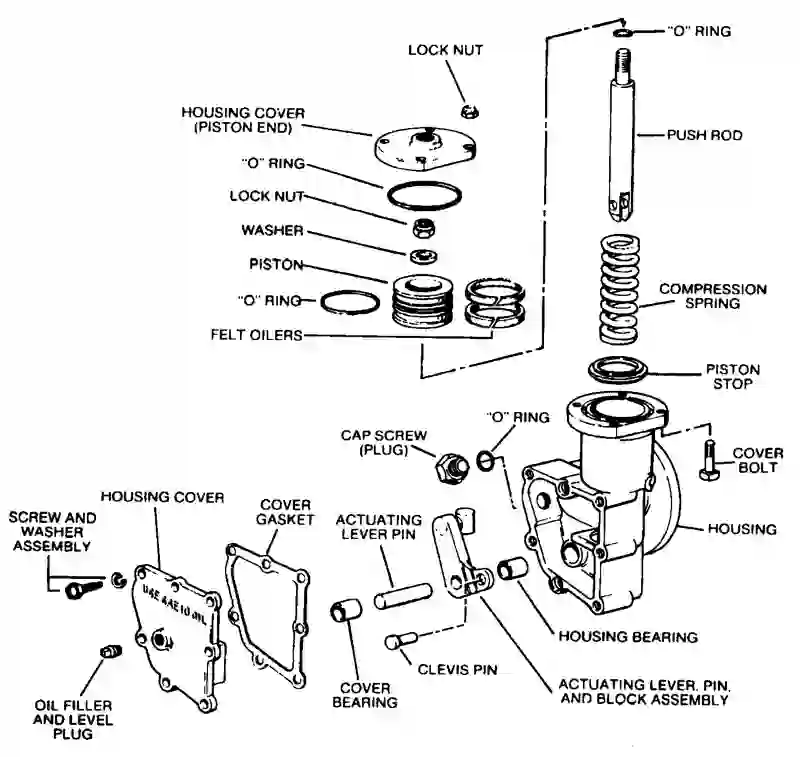 "O" RING
LOCK NUT
HOUSING COVER
(PISTON END)
PUSH ROD
"O" RING
LOCK NUT
WASHER
PISTON
"O" RING
COMPRESSION
SPRING
FELT OILERS
PISTON
STOP
"O" RING
CAP SCREW
(PLUG)
COVER
BOLT
HOUSING COVER
COVER
GASKET
SCREW AND
WASHER
ASSEMBLY
ACTUATING
LEVER PIN
HOUSING
USE SAE 10 OIL
HOUSING BEARING
CLEVIS PIN
COVER
BEARING
ACTUATING LEVER, PIN,
AND BLOCK ASSEMBLY
OIL FILLER
AND LEVEL
PLUG